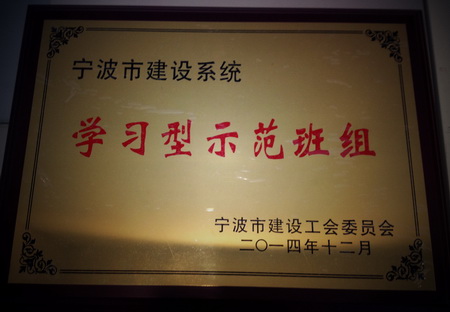 宁波市建设系统
学习型示范班组
宁波市建设工会委员会
二〇一四年十二月